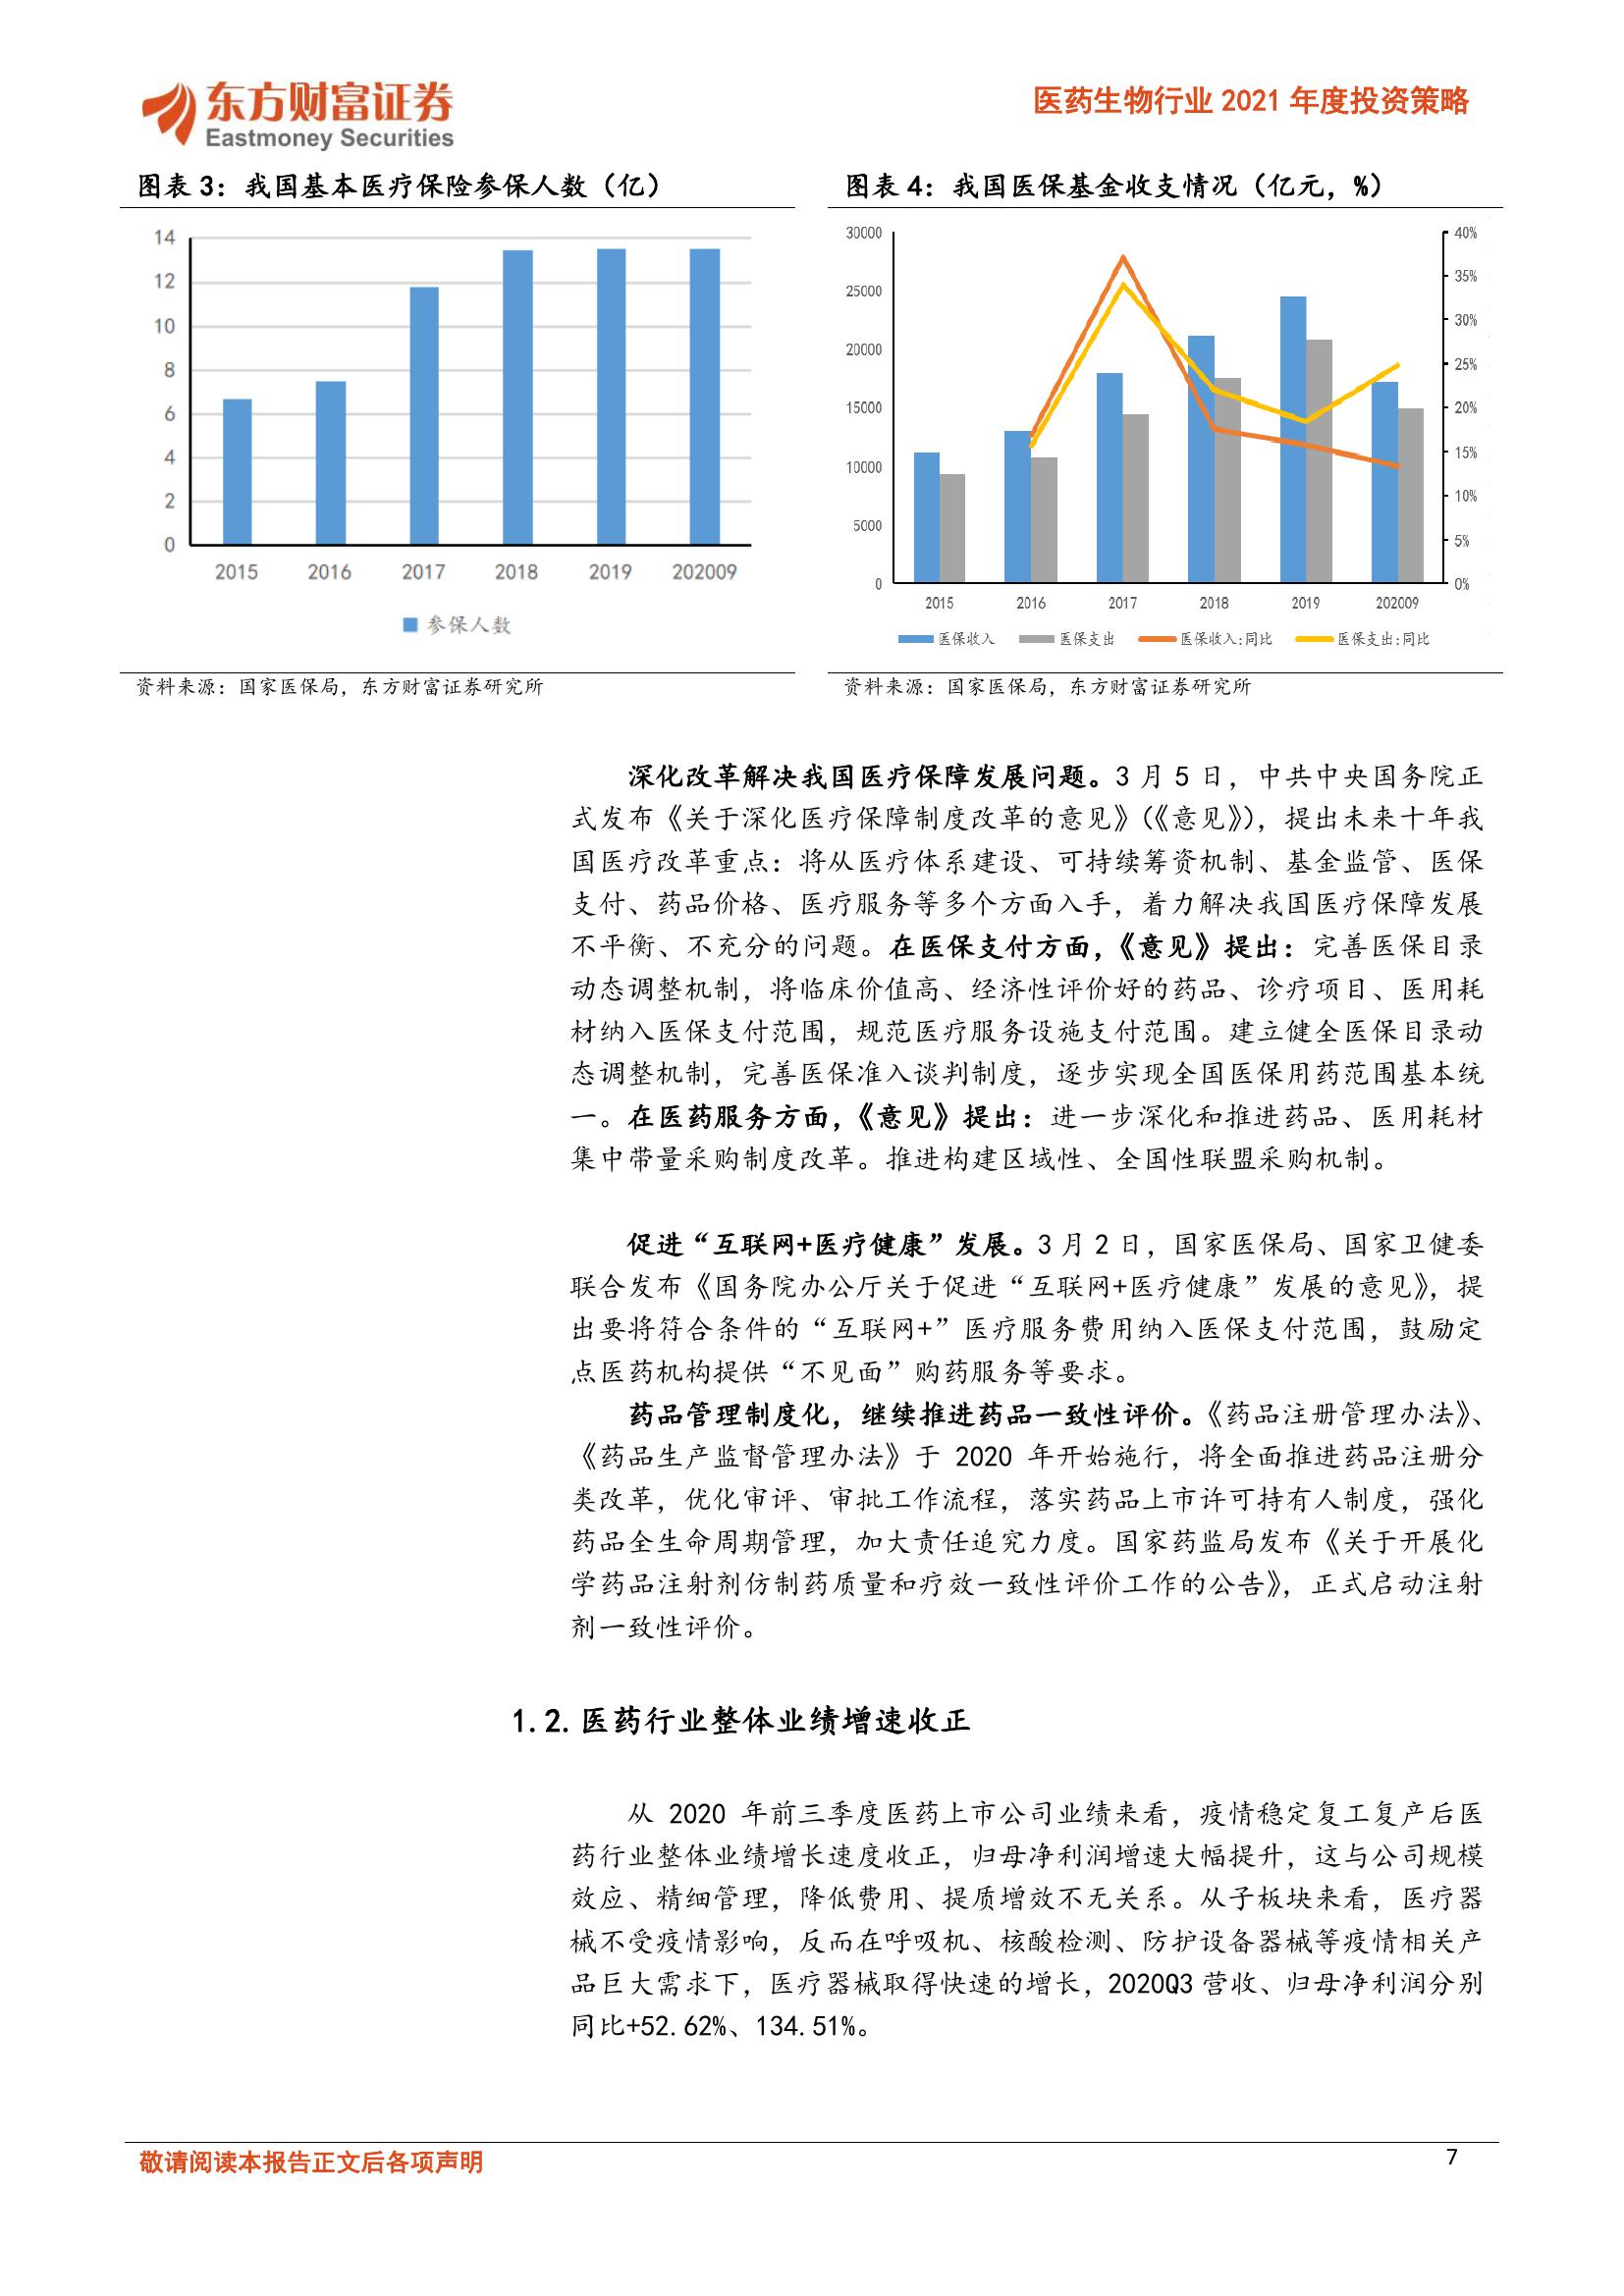 东方财富证券
Eastmoney Securities
医药生物行业 2021 年度投资策略
图表 3：我国基本医疗保险参保人数（亿）
14
12
10
8
6
4
2
0
2015 2016 2017 2018 2019 202009
参保人数
资料来源：国家医保局，东方财富证券研究所
图表 4：我国医保基金收支情况（亿元，%）
30000
25000
20000
15000
10000
5000
0
40%
35%
30%
25%
20%
15%
10%
5%
0%
2015 2016 2017 2018 2019 202009
医保收入 医保支出 医保收入:同比 医保支出:同比
资料来源：国家医保局，东方财富证券研究所
深化改革解决我国医疗保障发展问题。3 月 5 日，中共中央国务院正
式发布《关于深化医疗保障制度改革的意见》(《意见》)，提出未来十年我
国医疗改革重点：将从医疗体系建设、可持续筹资机制、基金监管、医保
支付、药品价格、医疗服务等多个方面入手，着力解决我国医疗保障发展
不平衡、不充分的问题。在医保支付方面，《意见》提出：完善医保目录
动态调整机制，将临床价值高、经济性评价好的药品、诊疗项目、医用耗
材纳入医保支付范围，规范医疗服务设施支付范围。建立健全医保目录动
态调整机制，完善医保准入谈判制度，逐步实现全国医保用药范围基本统
一。在医药服务方面，《意见》提出：进一步深化和推进药品、医用耗材
集中带量采购制度改革。推进构建区域性、全国性联盟采购机制。
促进“互联网+医疗健康”发展。3 月 2 日，国家医保局、国家卫健委
联合发布《国务院办公厅关于促进“互联网+医疗健康”发展的意见》，提
出要将符合条件的“互联网+”医疗服务费用纳入医保支付范围，鼓励定
点医药机构提供“不见面”购药服务等要求。
药品管理制度化，继续推进药品一致性评价。《药品注册管理办法》、
《药品生产监督管理办法》于 2020 年开始施行，将全面推进药品注册分
类改革，优化审评、审批工作流程，落实药品上市许可持有人制度，强化
药品全生命周期管理，加大责任追究力度。国家药监局发布《关于开展化
学药品注射剂仿制药质量和疗效一致性评价工作的公告》，正式启动注射
剂一致性评价。
1.2.医药行业整体业绩增速收正
从 2020 年前三季度医药上市公司业绩来看，疫情稳定复工复产后医
药行业整体业绩增长速度收正，归母净利润增速大幅提升，这与公司规模
效应、精细管理，降低费用、提质增效不无关系。从子板块来看，医疗器
械不受疫情影响，反而在呼吸机、核酸检测、防护设备器械等疫情相关产
品巨大需求下，医疗器械取得快速的增长，2020Q3 营收、归母净利润分别
同比+52.62%、134.51%。
敬请阅读本报告正文后各项声明
7